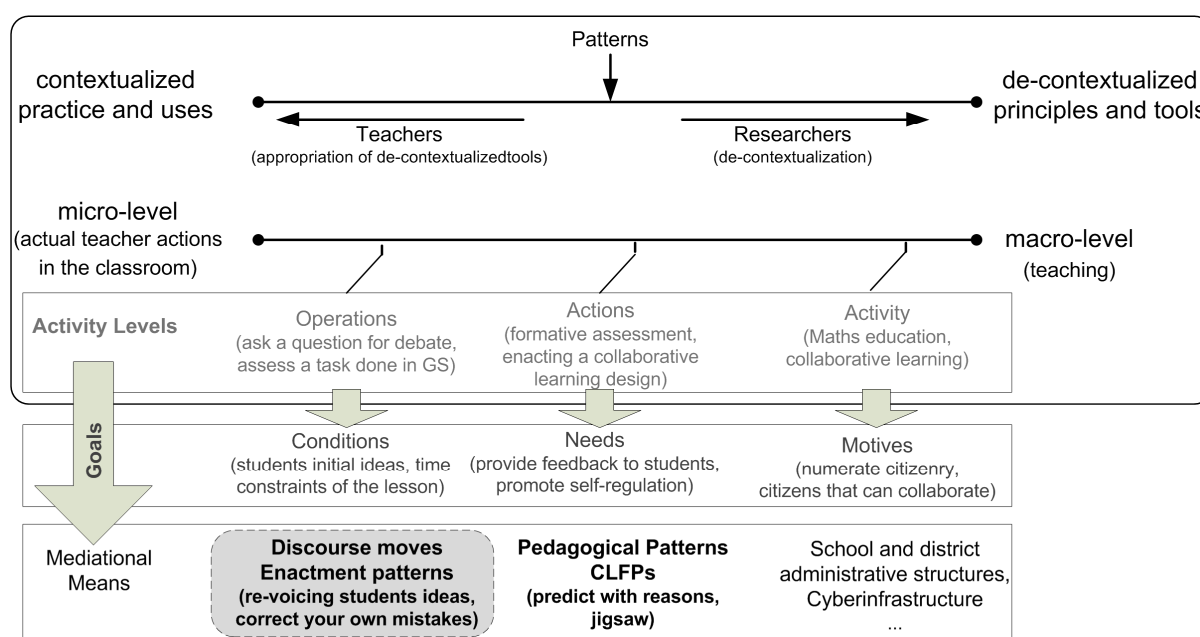 Patterns
contextualized
practice and uses
de-contextualized
principles and tools
Teachers
(appropriation of de-contextualizedtools)
Researchers
(de-contextualization)
micro-level
(actual teacher actions
in the classroom)
macro-level
(teaching)
Activity Levels
Operations
(ask a question for debate,
assess a task done in GS)
Actions
(formative assessment,
enacting a collaborative
learning design)
Activity
(Maths education,
collaborative learning)
Goals
Conditions
(students initial ideas, time
constraints of the lesson)
Needs
(provide feedback to students,
promote self-regulation)
Motives
(numerate citizenry,
citizens that can collaborate)
Mediational
Means
Discourse moves
Enactment patterns
(re-voicing students ideas,
correct your own mistakes)
Pedagogical Patterns
CLFPs
(predict with reasons,
jigsaw)
School and district
administrative structures,
Cyberinfrastructure
...